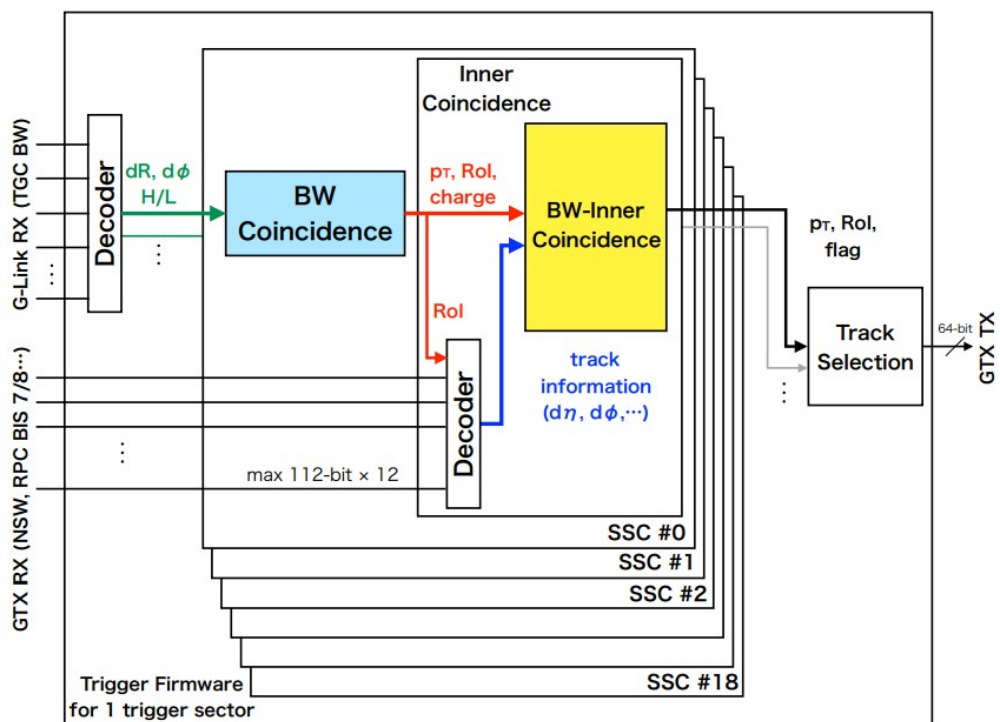 Inner
Coincidence
G-Link RX (TGC BW)
Decoder
dR, dϕ
H/L
⋮
BW
Coincidence
pT, RoI,
charge
BW-Inner
Coincidence
pT, RoI,
flag
RoI
Track
Selection
64-bit
GTX TX
GTX RX (NSW, RPC BIS 7/8⋯)
Decoder
track
information
(dη, dϕ,⋯)
max 112-bit × 12
SSC #0
SSC #1
SSC #2
SSC #18
Trigger Firmware
for 1 trigger sector